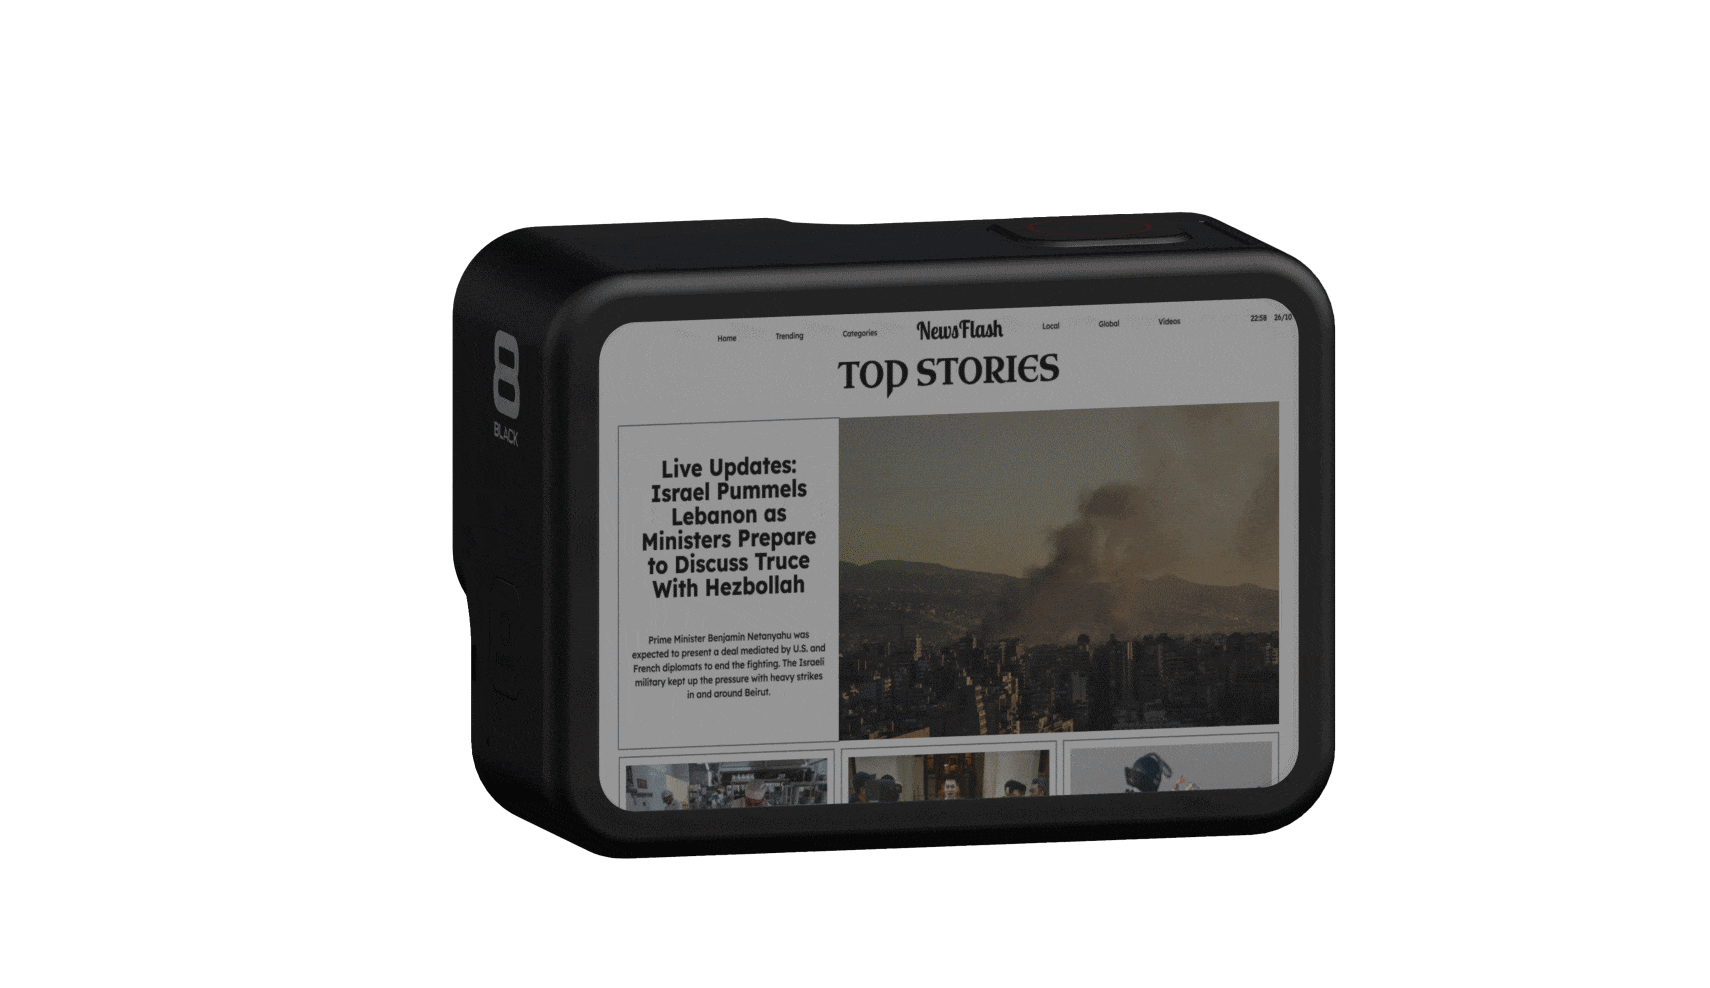 8
BLACK
Home Trending Categories NewsFlash Local Global Videos 22:58 26/10
TOP STORIES
Live Updates:
Israel Pummels
Lebanon as
Ministers Prepare
to Discuss Truce
With Hezbollah
Prime Minister Benjamin Netanyahu was
expected to present a deal mediated by U.S. and
French diplomats to end the fighting. The Israeli
military kept up the pressure with heavy strikes
in and around Beirut.